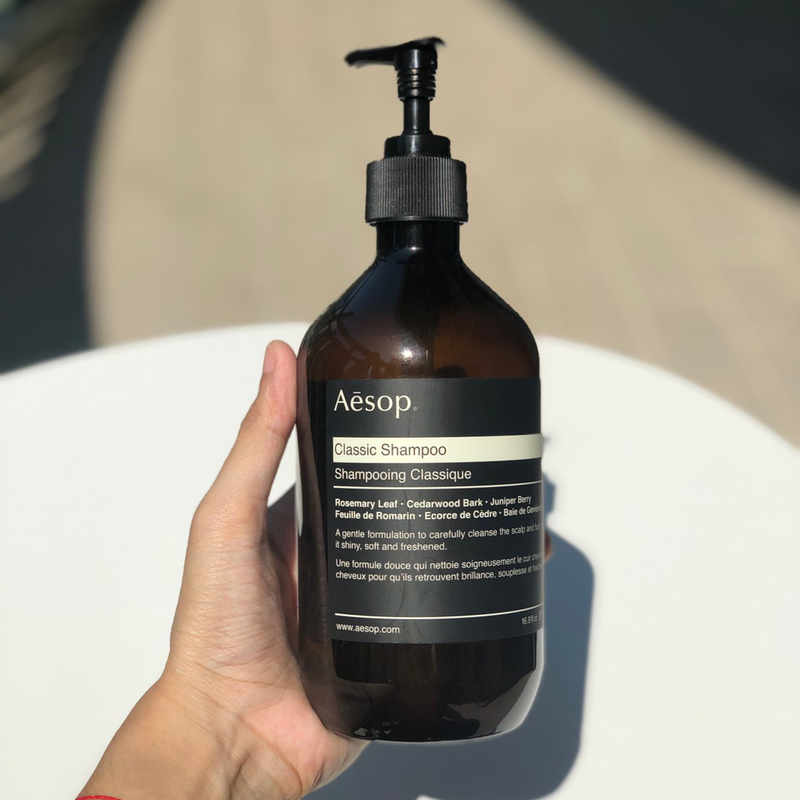 Aēsop®
Classic Shampoo
Shampooing Classique
Rosemary Leaf · Cedarwood Bark · Juniper Berry
Feuille de Romarin · Ecorce de Cèdre · Baie de
A gentle formulation to carefully cleanse the scalp and
it shiny, soft and freshened.
Une formule douce qui nettoie soigneusement le cuir
cheveux pour qu'ils retrouvent brillance, souplesse et
www.aesop.com
16.9 fl oz